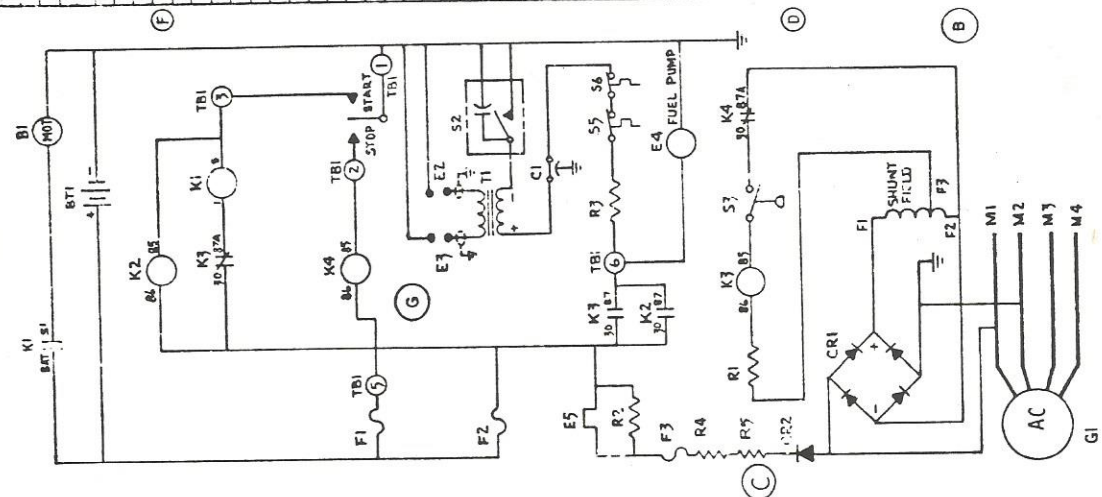 F
D
B
B1
MOT
K1
BAT
S1
BT1
+
K2
86
85
K1
K3
30
87A
TB1
3
START
STOP
1
TB1
TB1
2
K4
86
85
G
E2
E3
T1
+
-
S2
C1
S6
S5
R3
TB1
6
FUEL PUMP
E4
K3
30
87
K2
30
87
TB1
5
F1
F2
E5
R2
F3
R4
R5
C
K4
30
87A
S7
K3
86
85
R1
CR1
+
-
SHUNT
FIELD
F1
F3
F2
M1
M2
M3
M4
AC
G1